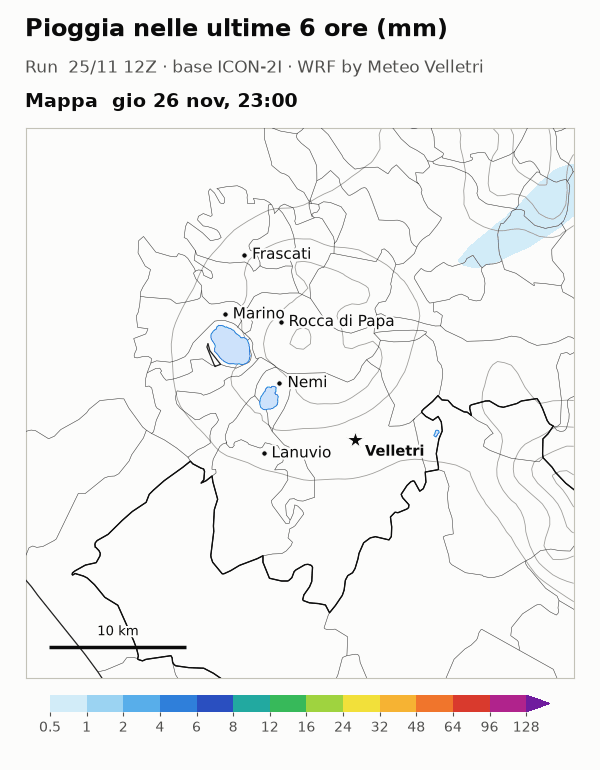 Pioggia nelle ultime 6 ore (mm)
Run  25/11 12Z · base ICON-2I · WRF by Meteo Velletri
Mappa  gio 26 nov, 23:00
Frascati
Marino
Rocca di Papa
Nemi
Velletri
Lanuvio
10 km
0.5 1 2 4 6 8 12 16 24 32 48 64 96 128